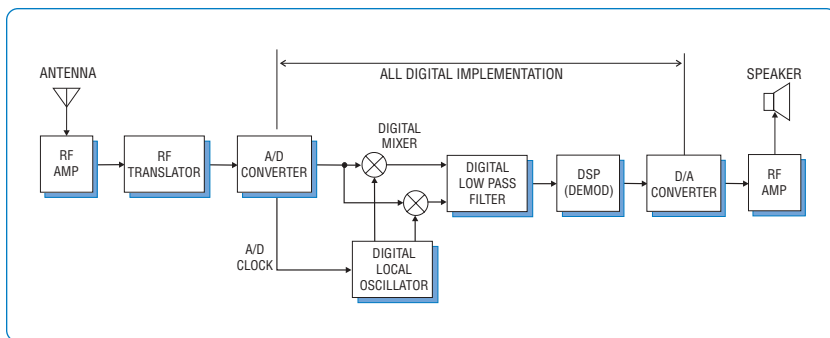 ANTENNA
ALL DIGITAL IMPLEMENTATION
SPEAKER
DIGITAL
MIXER
RF
AMP
RF
TRANSLATOR
A/D
CONVERTER
DIGITAL
LOW PASS
FILTER
DSP
(DEMOD)
D/A
CONVERTER
RF
AMP
A/D
CLOCK
DIGITAL
LOCAL
OSCILLATOR